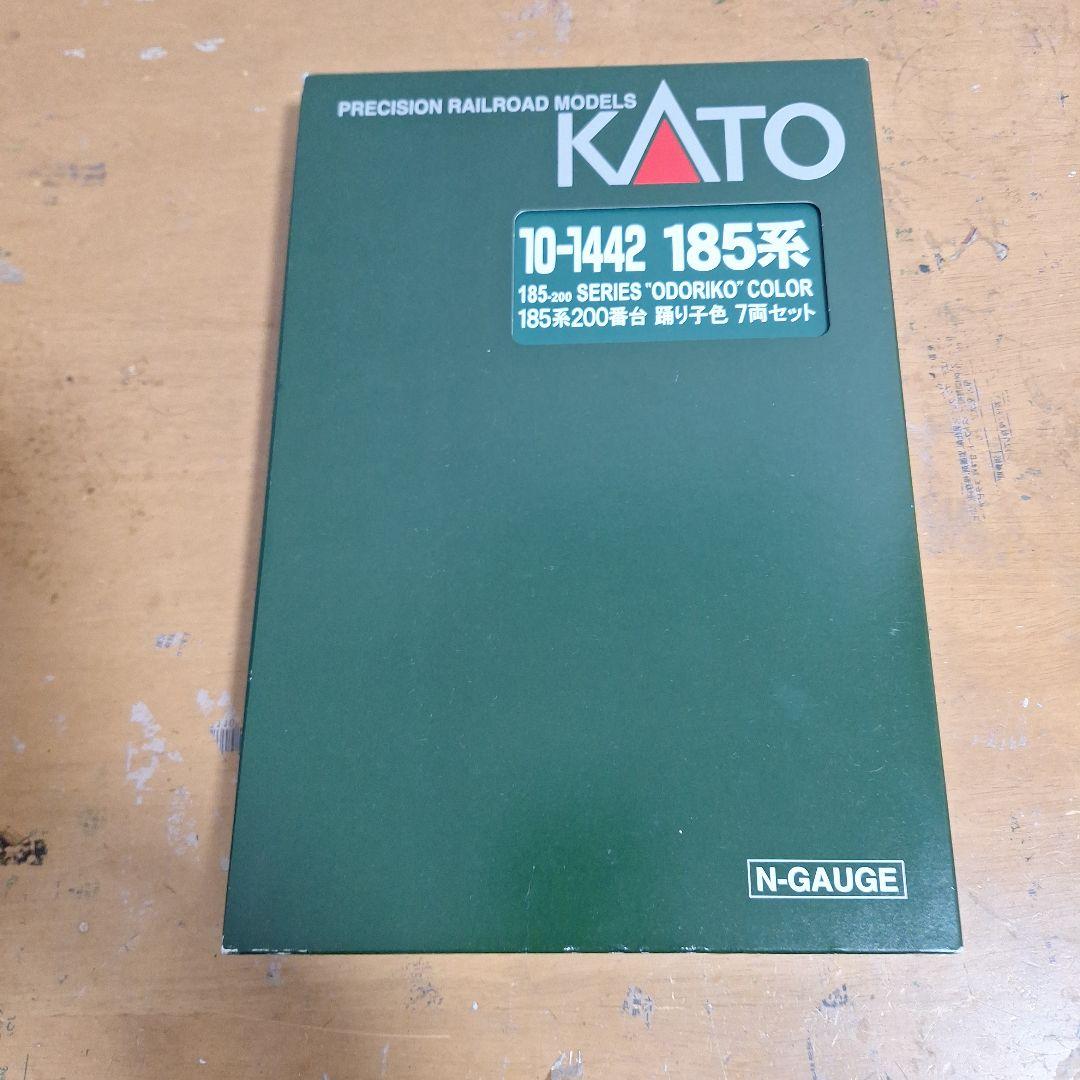 PRECISION RAILROAD MODELS
KATO
10-1442 185系
185-200 SERIES "ODORIKO" COLOR
185系200番台 踊り子色 7両セット
N-GAUGE